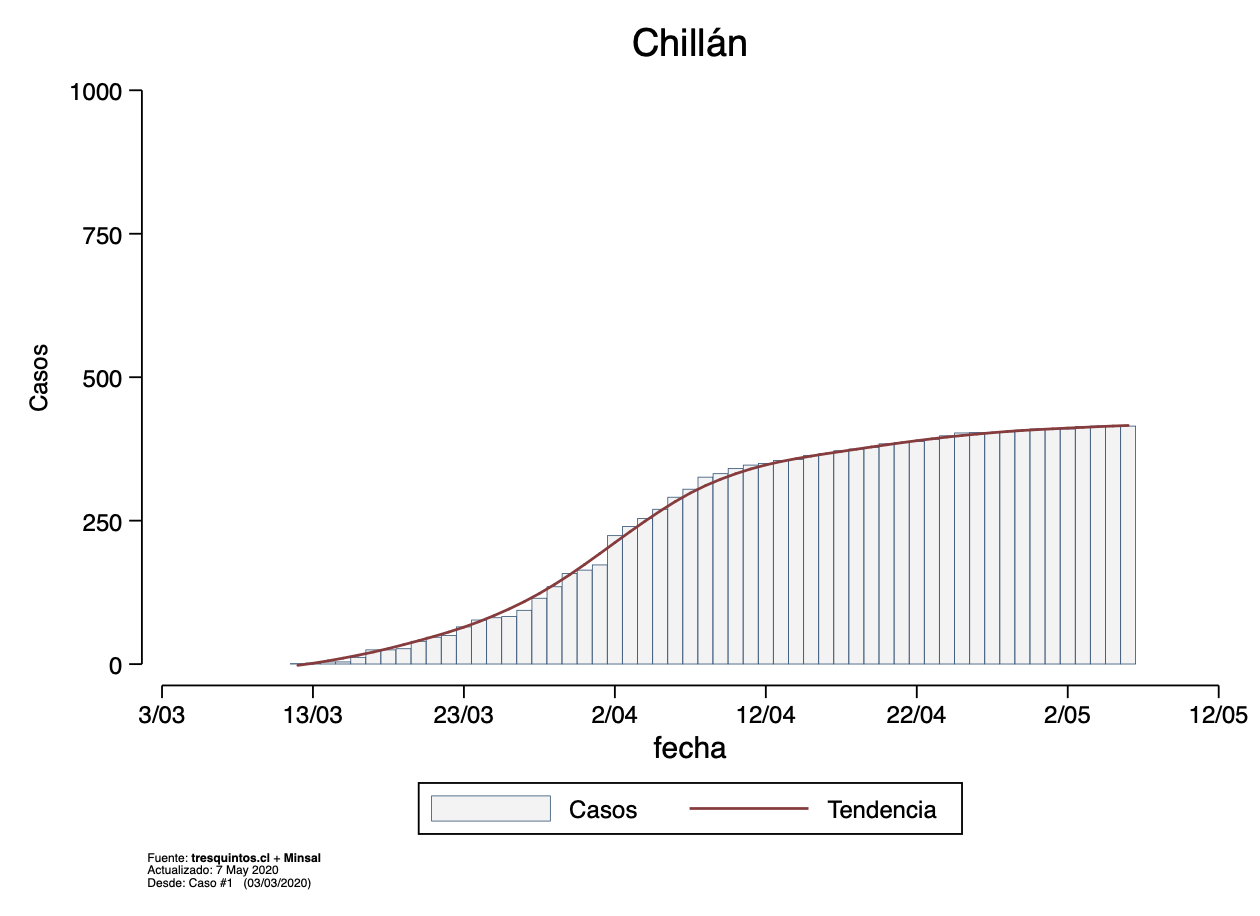 Chillán
1000
750
500
250
0
Casos
3/03 13/03 23/03 2/04 12/04 22/04 2/05 12/05
fecha
Casos Tendencia
Fuente: tresquintos.cl + Minsal
Actualizado: 7 May 2020
Desde: Caso #1 (03/03/2020)